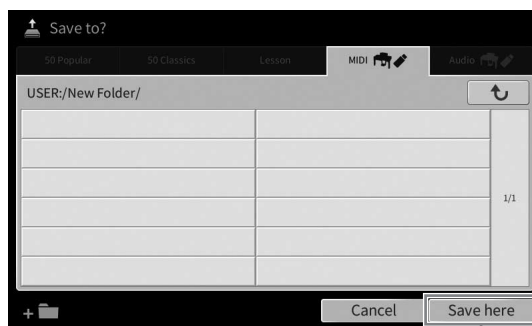 Save to?
50 Popular 50 Classics Lesson MIDI Audio
USER:/New Folder/
1/1
+ Cancel Save here